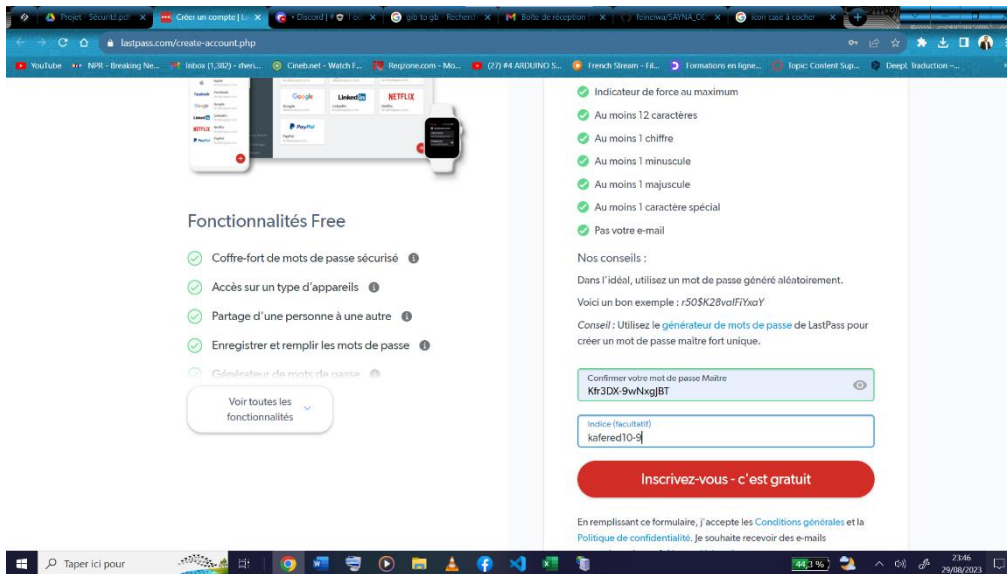 Projet - Sécurité.pdf
Créer un compte | L
Discord | #
gib to gb - Recherch
Boîte de réception
icon case à cocher
lastpass.com/create-account.php
YouTube
NPR - Breaking Ne...
Inbox (1,382) - rheri...
Cineb.net - Watch F...
- Mo...
(27) #4 ARDUINO S...
French Stream - Fil...
Formations en ligne...
Topic: Content Sup...
DeepL Traduction –...
Facebook
Google
LinkedIn
NETFLIX
PayPal
Google
LinkedIn
NETFLIX
PayPal
Fonctionnalités Free
Coffre-fort de mots de passe sécurisé
Accès sur un type d'appareils
Partage d'une personne à une autre
Enregistrer et remplir les mots de passe
Générateur de mots de passe
Voir toutes les
fonctionnalités
Indicateur de force au maximum
Au moins 12 caractères
Au moins 1 chiffre
Au moins 1 minuscule
Au moins 1 majuscule
Au moins 1 caractère spécial
Pas votre e-mail
Nos conseils :
Dans l'idéal, utilisez un mot de passe généré aléatoirement.
Voici un bon exemple : r50$K28vaIFiYxaY
Conseil : Utilisez le générateur de mots de passe de LastPass pour
créer un mot de passe maître fort unique.
Confirmer votre mot de passe Maître
Kfr3DX-9wNxgJBT
Indice (facultatif)
kafered10-9
Inscrivez-vous - c'est gratuit
En remplissant ce formulaire, j'accepte les Conditions générales et la
Politique de confidentialité. Je souhaite recevoir des e-mails
Taper ici pour
44,3 %
23:46
29/08/2023